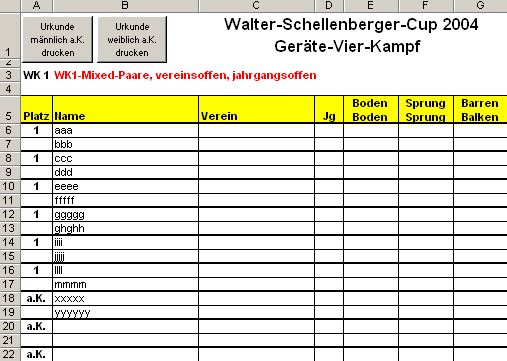 A B C D E F G
Urkunde männlich a.K. drucken
Urkunde weiblich a.K. drucken
1 Walter-Schellenberger-Cup 2004
Geräte-Vier-Kampf
2
3 WK 1 WK1-Mixed-Paare, vereinsoffen, jahrgangsoffen
4
Boden Sprung Barren
5 Platz Name Verein Jg Boden Sprung Balken
6 1 aaa
7 bbb
8 1 ccc
9 ddd
10 1 eeee
11 fffff
12 1 ggggg
13 ghghh
14 1 iiii
15 jjjjj
16 1 llll
17 mmmm
18 a.K. xxxxx
19 yyyyyy
20 a.K.
21
22 a.K.